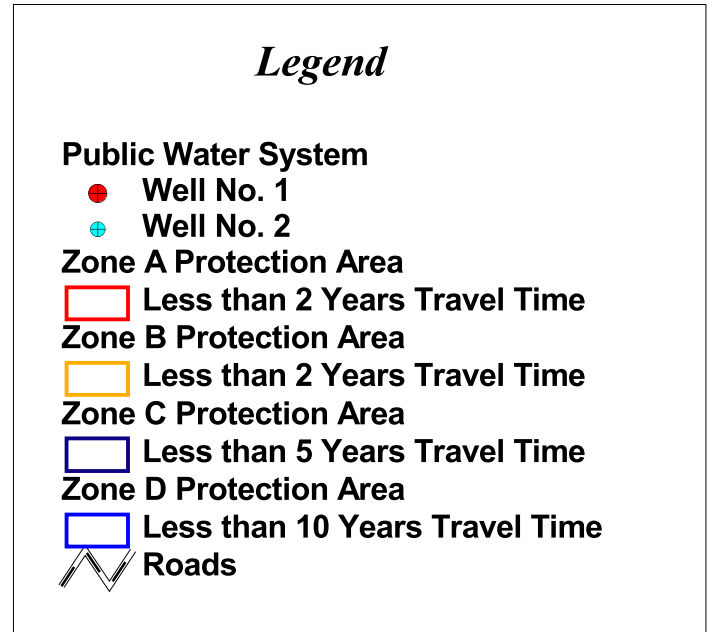 Legend
Public Water System
Well No. 1
Well No. 2
Zone A Protection Area
Less than 2 Years Travel Time
Zone B Protection Area
Less than 2 Years Travel Time
Zone C Protection Area
Less than 5 Years Travel Time
Zone D Protection Area
Less than 10 Years Travel Time
Roads